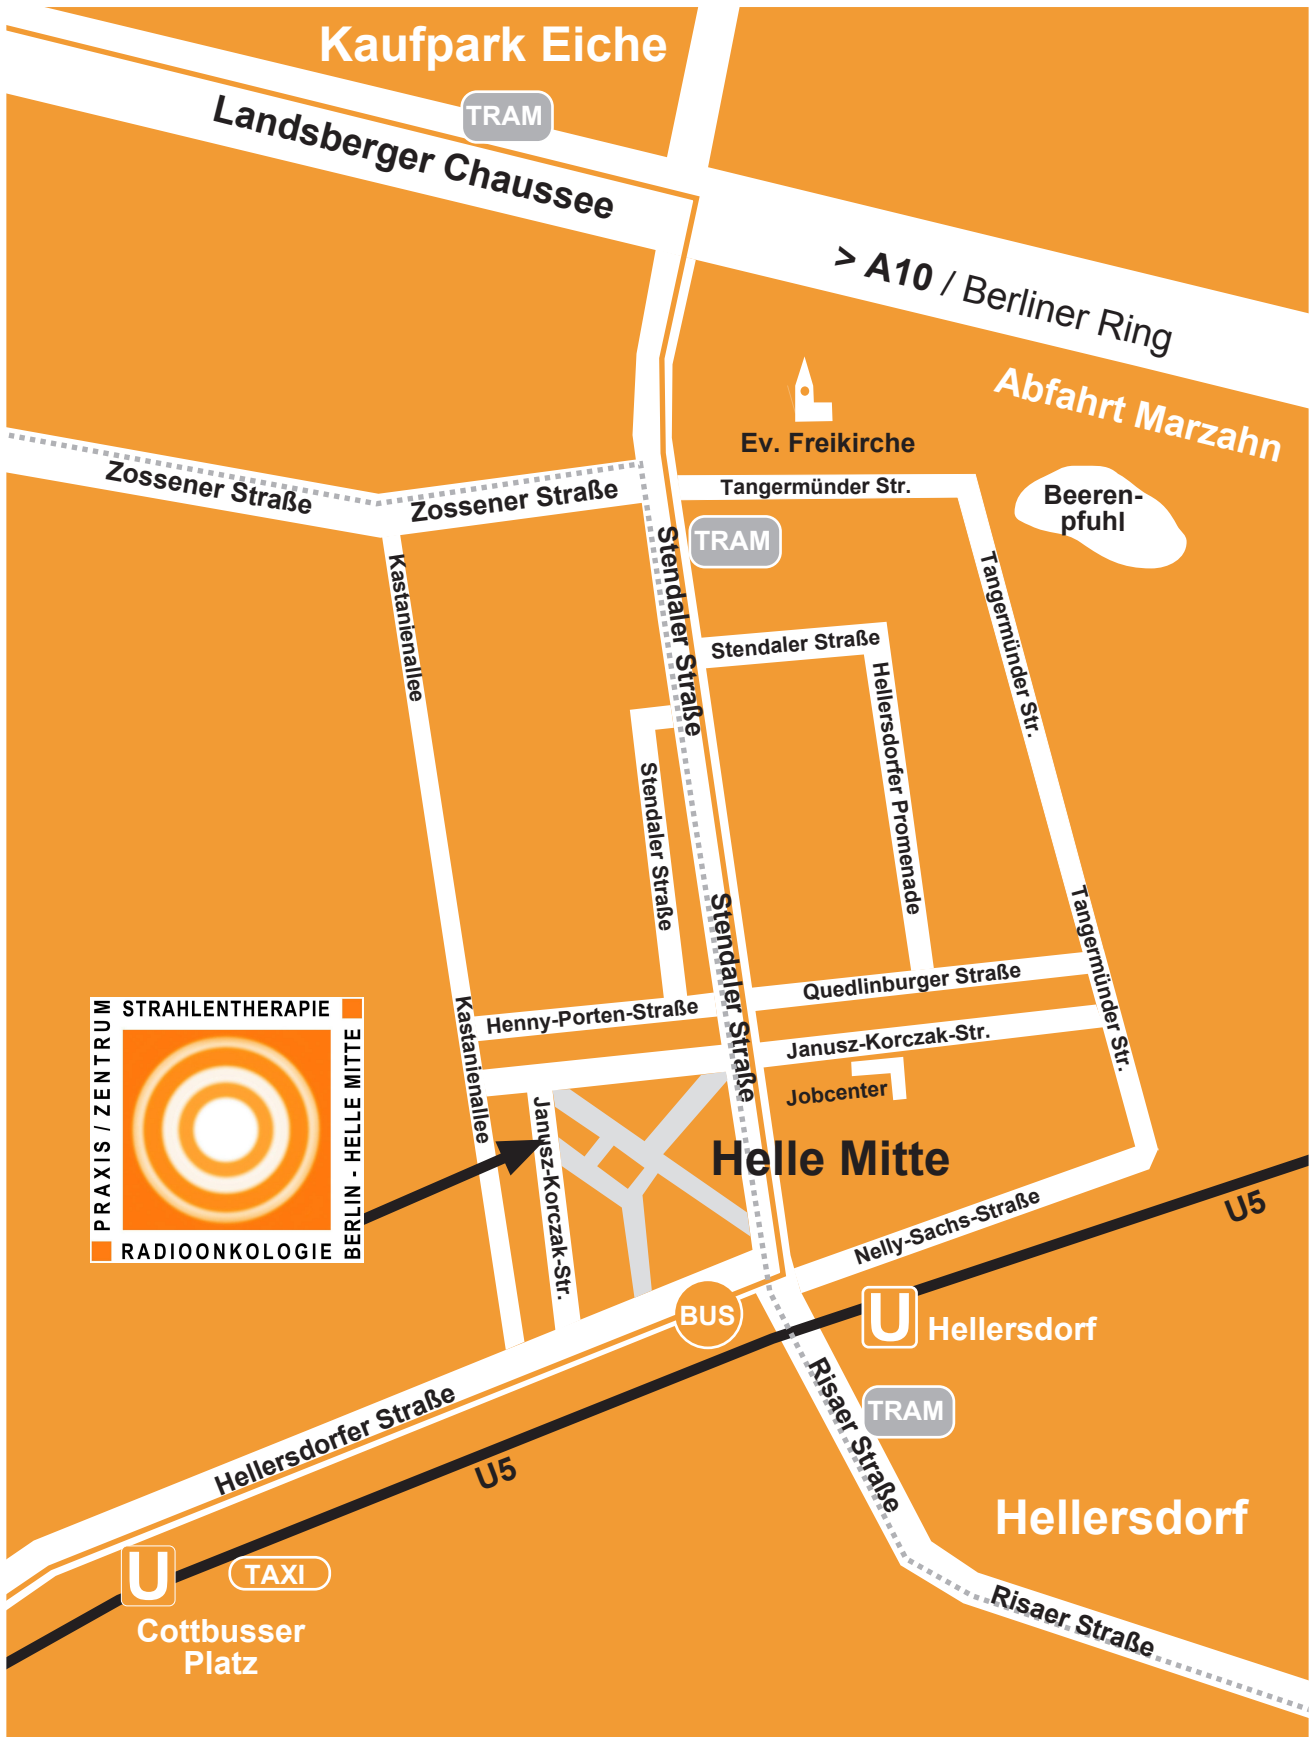 Kaufpark Eiche
TRAM
Landsberger Chaussee
> A10 / Berliner Ring
Abfahrt Marzahn
Ev. Freikirche
Zossener Straße
Zossener Straße
Tangermünder Str.
Beeren-
pfuhl
TRAM
Stendaler Straße
Kastanienallee
Tangermünder Str.
Stendaler Straße
Hellersdorfer Promenade
Stendaler Straße
Stendaler Straße
Tangermünder Str.
Quedlinburger Straße
Henny-Porten-Straße
Kastanienallee
Stendaler Straße
Janusz-Korczak-Str.
Jobcenter
STRAHLENTHERAPIE
PRAXIS / ZENTRUM
BERLIN - HELLE MITTE
RADIOONKOLOGIE
Janusz-Korczak-Str.
Helle Mitte
Nelly-Sachs-Straße
U5
BUS
U
Hellersdorf
Risaer Straße
TRAM
Hellersdorfer Straße
U5
Hellersdorf
U
TAXI
Cottbusser
Platz
Risaer Straße